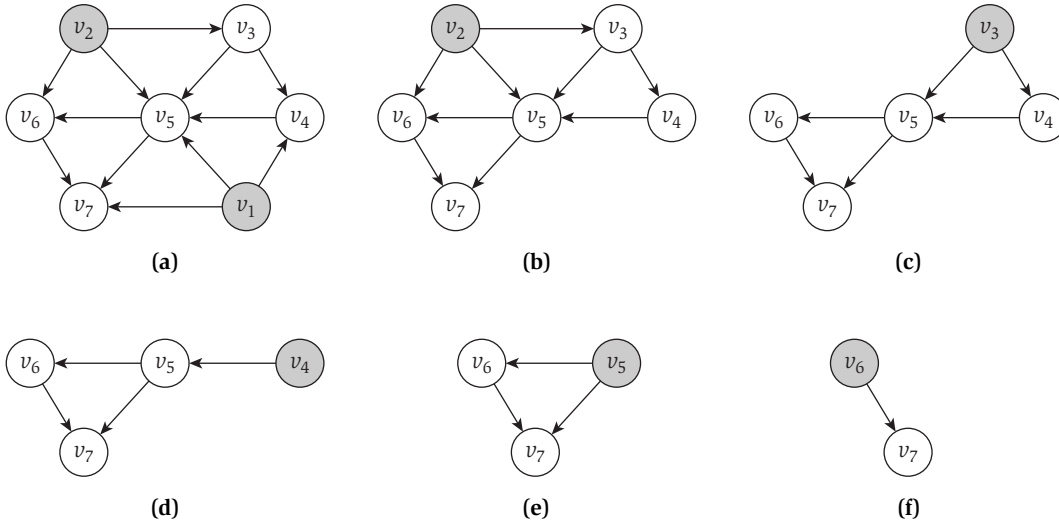 v2 v3 v2 v3 v3
v6 v5 v4 v6 v5 v4 v6 v5 v4
v7 v1 v7 v7
(a) (b) (c)
v6 v5 v4 v6 v5 v6
v7 v7 v7
(d) (e) (f)